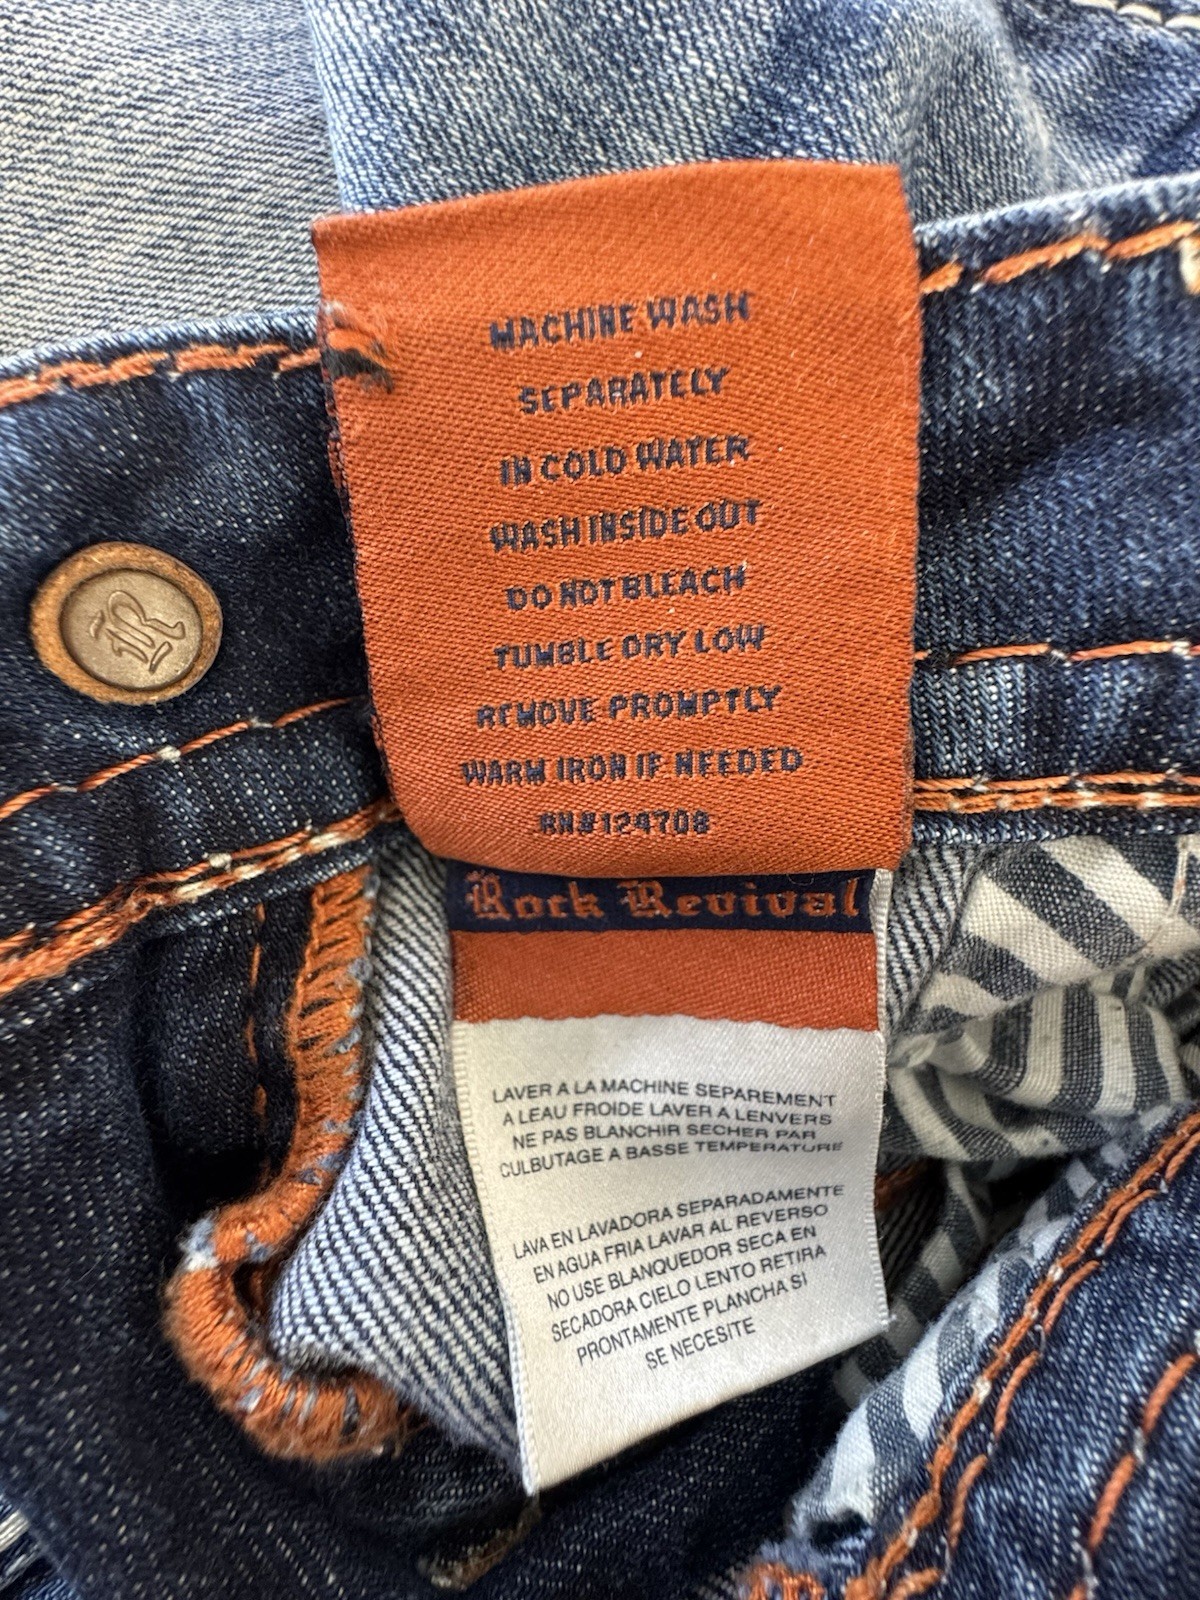 MACHINE WASH
SEPARATELY
IN COLD WATER
WASH INSIDE OUT
DO NOT BLEACH
TUMBLE DRY LOW
REMOVE PROMPTLY
WARM IRON IF NEEDED
RN#124708
Rock Revival
LAVER A LA MACHINE SEPAREMENT
A LEAU FROIDE LAVER A LENVERS
NE PAS BLANCHIR SECHER PAR
CULBUTAGE A BASSE TEMPERATURE
LAVA EN LAVADORA SEPARADAMENTE
EN AGUA FRIA LAVAR AL REVERSO
NO USE BLANQUEDOR SECA EN
SECADORA CIELO LENTO RETIRA
PRONTAMENTE PLANCHA SI
SE NECESITE